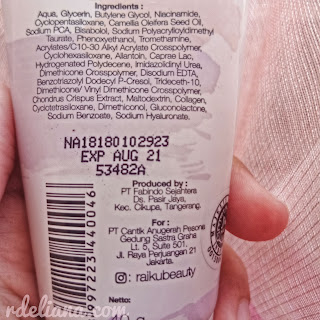 Ingredients :
Aqua, Glycerin, Butylene Glycol, Niacinamide,
Cyclopentasiloxane, Camellia Oleifera Seed Oil,
Sodium PCA, Bisabolol, Sodium Polyacryloyldimethyl
Taurate, Phenoxyethanol, Tromethamine,
Acrylates/C10-30 Alkyl Acrylate Crosspolymer,
Cyclohexasiloxane, Allantoin, Caprae Lac,
Hydrogenated Polydecene, Imidazolidinyl Urea,
Dimethicone Crosspolymer, Disodium EDTA,
Benzotriazolyl Dodecyl P-Cresol, Trideceth-10,
Dimethicone/ Vinyl Dimethicone Crosspolymer,
Chondrus Crispus Extract, Maltodextrin, Collagen,
Cyclotetrasiloxane, Dimethiconol, Gluconolactone,
Sodium Benzoate, Sodium Hyaluronate.
NA18180102923
EXP AUG 21
53482A
Produced by :
PT Fabindo Sejahtera
Ds. Pasir Jaya,
Kec. Cikupa, Tangerang.
For :
PT Cantik Anugerah Pesona
Gedung Sastra Graha
Lt. 5, Suite 501.
Jl. Raya Perjuangan 21
Jakarta.
raikubeauty
Netto:
rdeliana.com